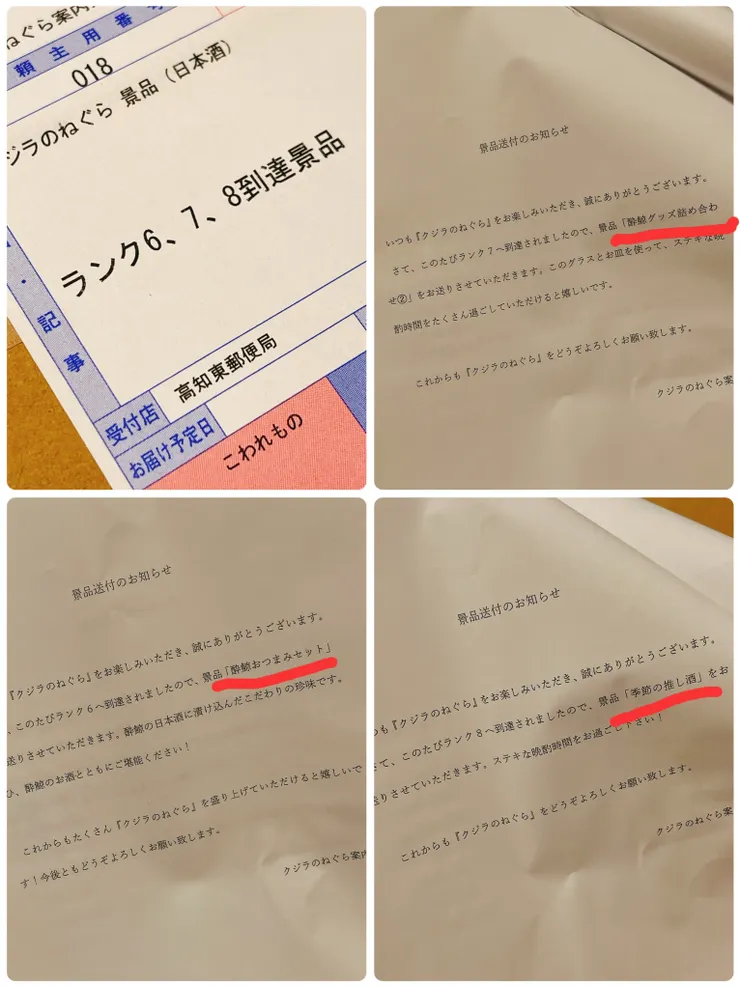 ねぐら案内
頼主用番号
018
クジラのねぐら 景品（日本酒）
ランク6、7、8到達景品
・記事
受付店
高知東郵便局
お届け予定日
こわれもの
景品送付のお知らせ
いつも『クジラのねぐら』をお楽しみいただき、誠にありがとうございます。
さて、このたびランク７へ到達されましたので、景品「酔鯨グッズ詰め合わ
せ②」をお送りさせていただきます。このグラスとお皿を使って、ステキな晩
酌時間をたくさん過ごしていただけると嬉しいです。
これからも『クジラのねぐら』をどうぞよろしくお願い致します。
クジラのねぐら案
景品送付のお知らせ
『クジラのねぐら』をお楽しみいただき、誠にありがとうございます。
、このたびランク６へ到達されましたので、景品「酔鯨おつまみセット」
送りさせていただきます。酔鯨の日本酒に漬け込んだこだわりの珍味です。
ひ、酔鯨のお酒とともにご堪能ください！
これからもたくさん『クジラのねぐら』を盛り上げていただけると嬉しいで
す！今後ともどうぞよろしくお願い致します。
クジラのねぐら案内
景品送付のお知らせ
つも『クジラのねぐら』をお楽しみいただき、誠にありがとうございます。
さて、このたびランク８へ到達されましたので、景品「季節の推し酒」をお
送りさせていただきます。ステキな晩酌時間をお過ごし下さい！
これからも『クジラのねぐら』をどうぞよろしくお願い致します。
クジラのねぐら案